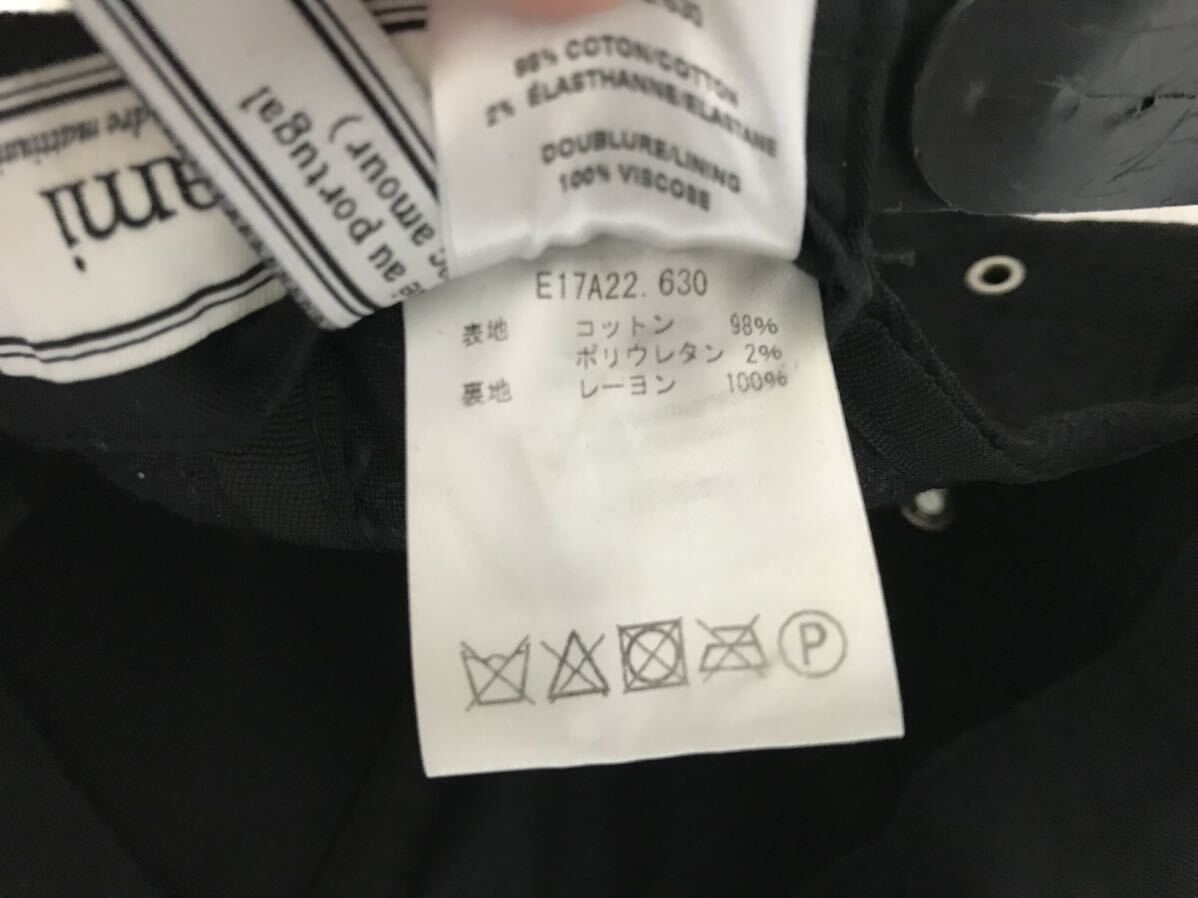 ami
au portugal
amour)
98% COTON/COTTON
2% ÉLASTHANNE/ELASTANE
DOUBLURE/LINING
100% VISCOSE
E17A22.630
表地 コットン 98%
ポリウレタン 2%
裏地 レーヨン 100%
P